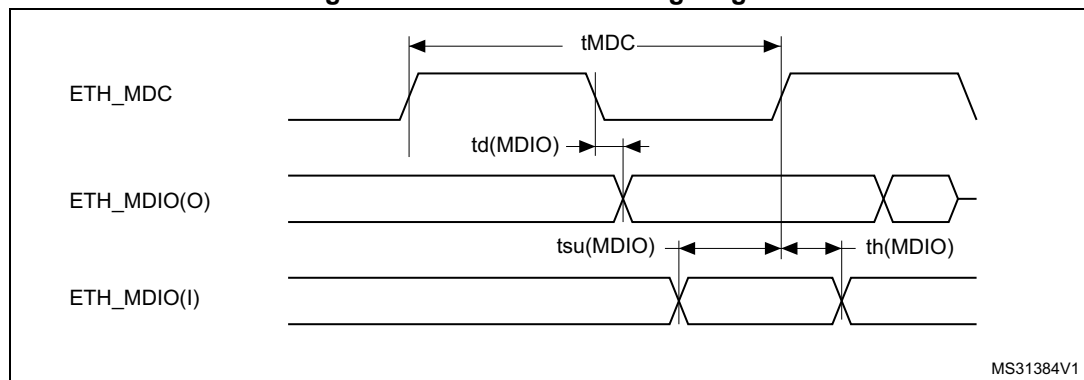 tMDC
ETH_MDC
td(MDIO)
ETH_MDIO(O)
tsu(MDIO) th(MDIO)
ETH_MDIO(I)
MS31384V1